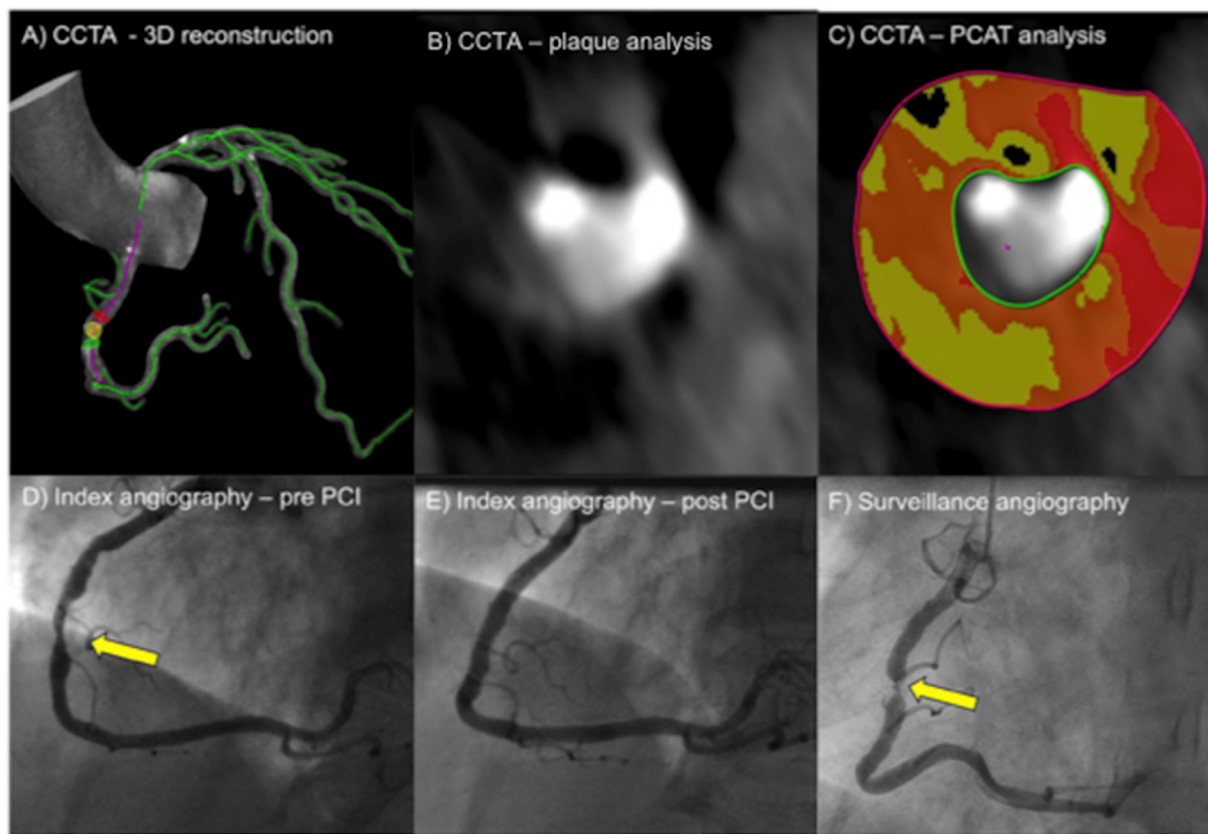 A) CCTA - 3D reconstruction
B) CCTA – plaque analysis
C) CCTA – PCAT analysis
D) Index angiography – pre PCI
E) Index angiography – post PCI
F) Surveillance angiography